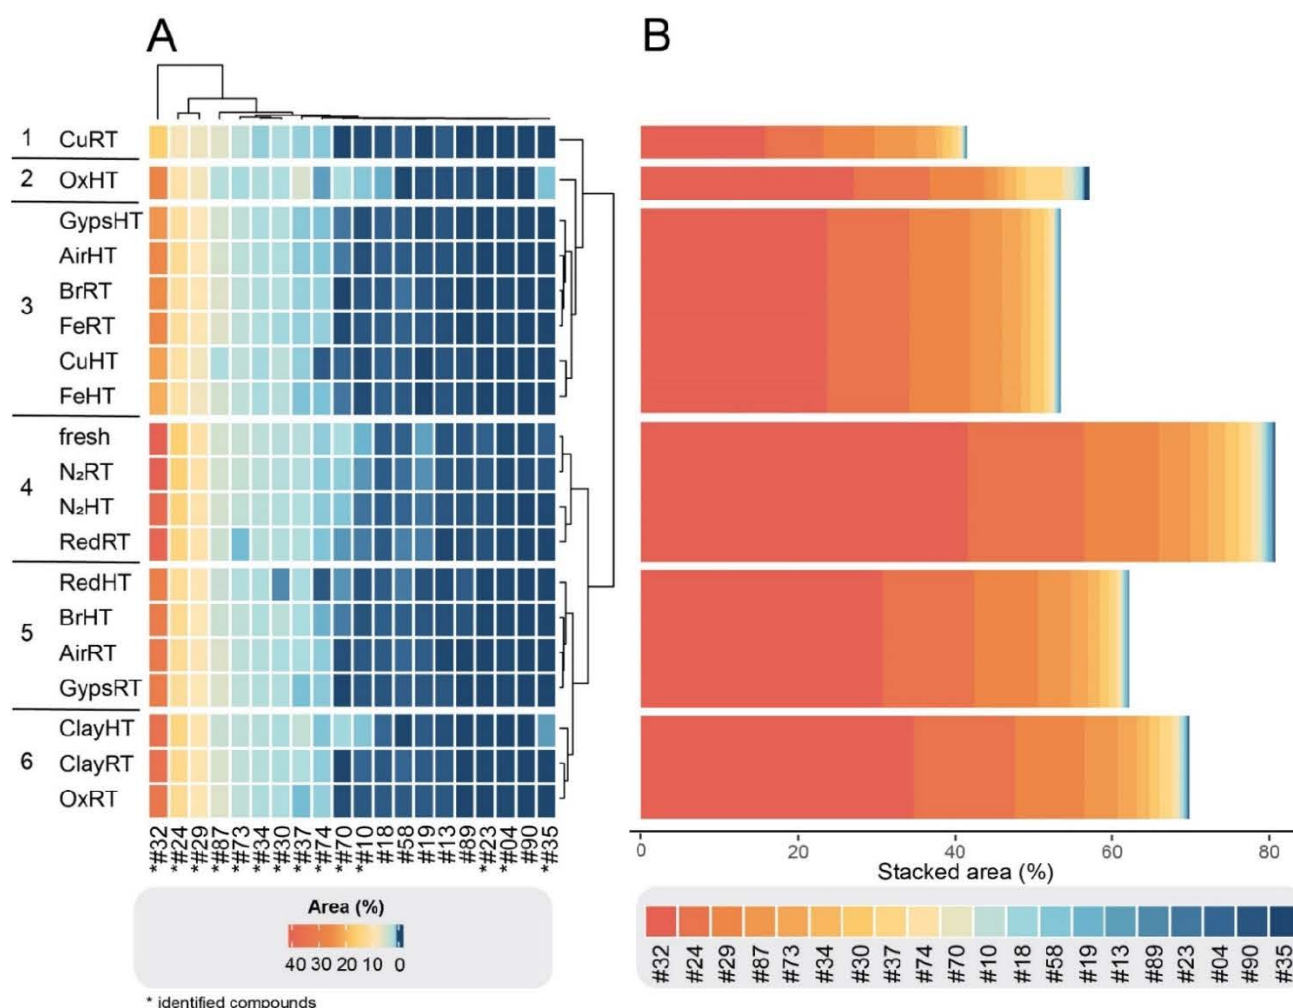 A
B
1 CuRT
2 OxHT
GypsHT
AirHT
BrRT
3
FeRT
CuHT
FeHT
fresh
N₂RT
4
N₂HT
RedRT
RedHT
BrHT
5
AirRT
GypsRT
ClayHT
6 ClayRT
OxRT
*#32 *#24 *#29 *#87 *#73 *#34 *#30 *#37 *#74 *#70 *#10 #18 #58 #19 #13 #89 *#23 *#04 #90 *#35
0 20 40 60 80
Stacked area (%)
Area (%)
40 30 20 10 0
#32 #24 #29 #87 #73 #34 #30 #37 #74 #70 #10 #18 #58 #19 #13 #89 #23 #04 #90 #35
* identified compounds